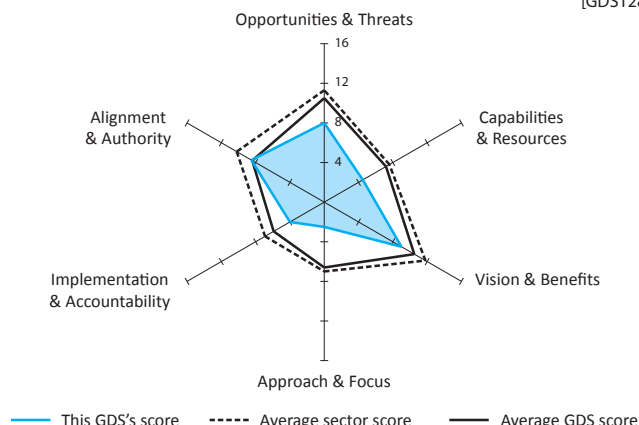 [GDS12a
Opportunities & Threats
16
12
8
4
Alignment
& Authority
Capabilities
& Resources
Implementation
& Accountability
Vision & Benefits
Approach & Focus
This GDS's score
Average sector score
Average GDS score